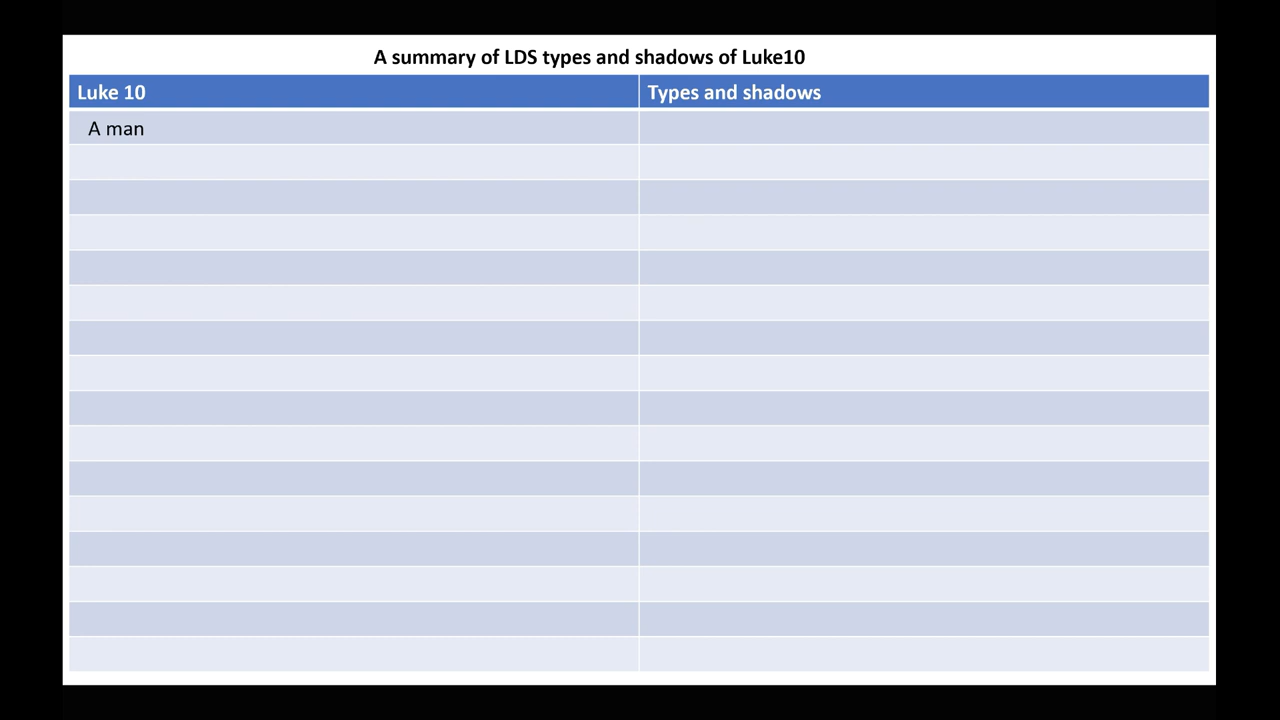 A summary of LDS types and shadows of Luke10
Luke 10
Types and shadows
A man